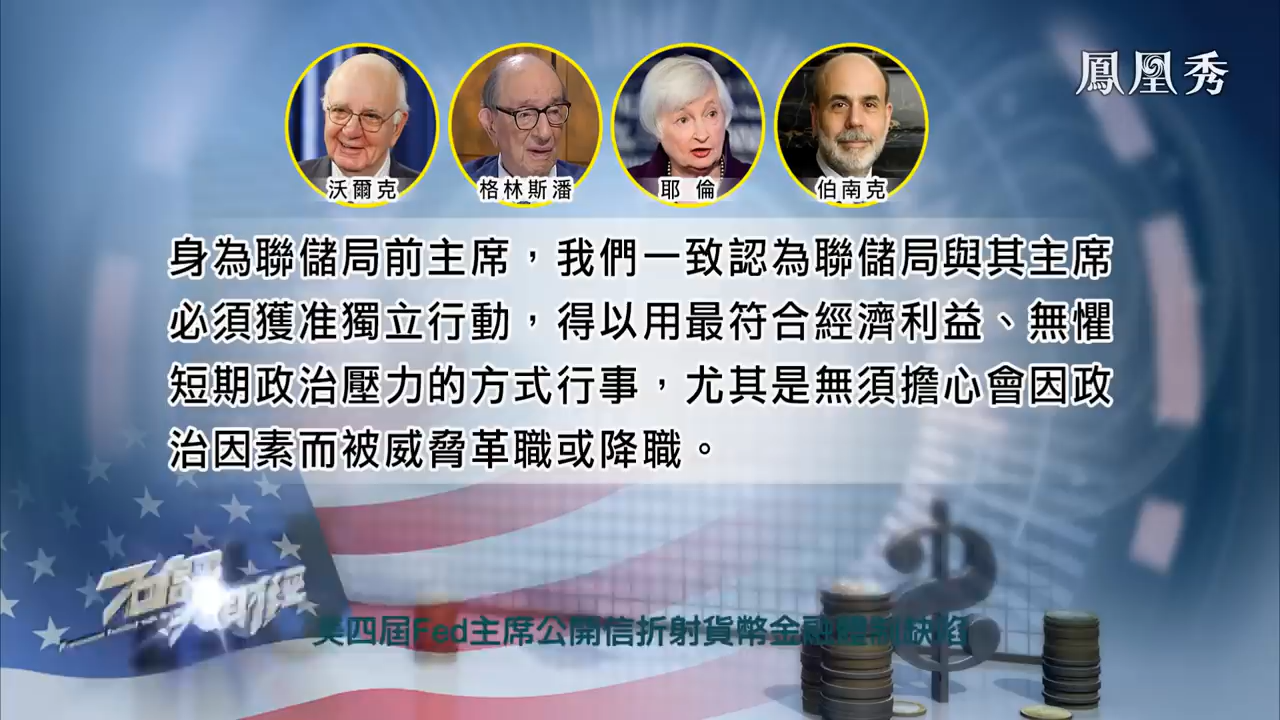 鳳凰秀
沃爾克
格林斯潘
耶 倫
伯南克
身為聯儲局前主席，我們一致認為聯儲局與其主席
必須獲准獨立行動，得以用最符合經濟利益、無懼
短期政治壓力的方式行事，尤其是無須擔心會因政
治因素而被威脅革職或降職。
石評
財經
美四屆Fed主席公開信折射貨幣金融體制缺陷